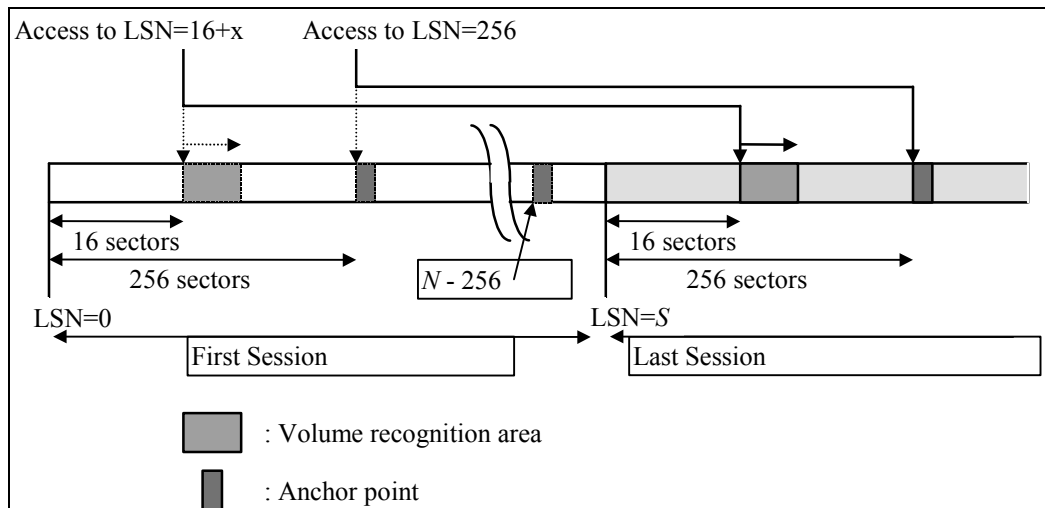 Access to LSN=16+x
Access to LSN=256
16 sectors
256 sectors
N - 256
16 sectors
256 sectors
LSN=0
LSN=S
First Session
Last Session
: Volume recognition area
: Anchor point